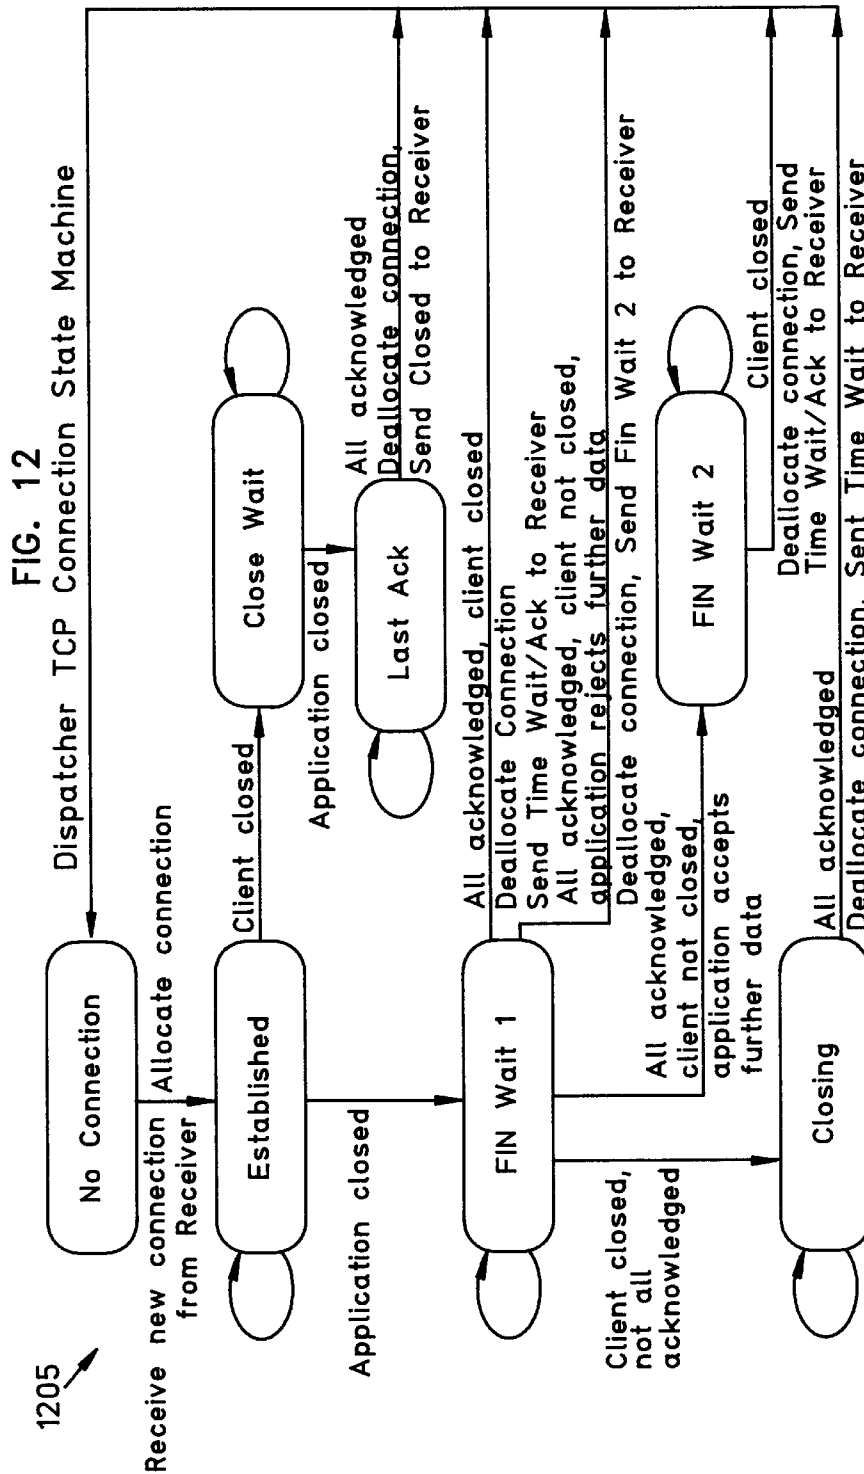 FIG. 12
Dispatcher TCP Connection State Machine
1205
No Connection
Receive new connection
from Receiver
Allocate connection
Established
Client closed
Close Wait
Application closed
Application closed
Last Ack
All acknowledged
Deallocate connection,
Send Closed to Receiver
FIN Wait 1
All acknowledged, client closed
Deallocate Connection
Send Time Wait/Ack to Receiver
All acknowledged, client not closed,
application rejects further data
Deallocate connection, Send Fin Wait 2 to Receiver
All acknowledged,
client not closed,
application accepts
further data
FIN Wait 2
Client closed
Deallocate connection, Send
Time Wait/Ack to Receiver
Client closed,
not all
acknowledged
Closing
All acknowledged
Deallocate connection, Sent Time Wait to Receiver